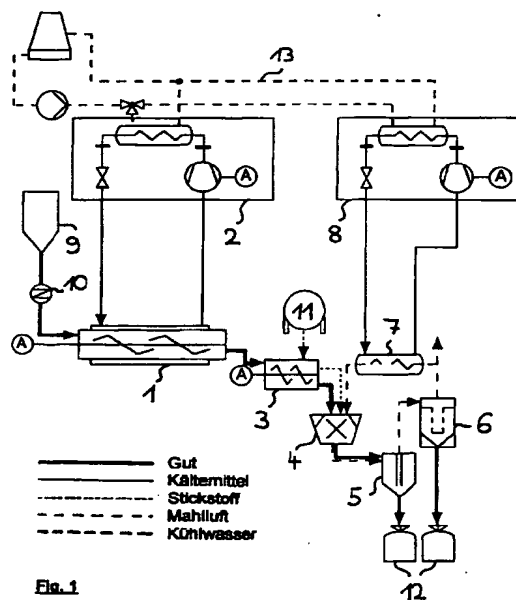 13
A
A
2
8
9
10
11
7
A
1
A
3
4
6
5
Gut
Kältemittel
Stickstoff
Mahlluft
Kühlwasser
12
Fig. 1